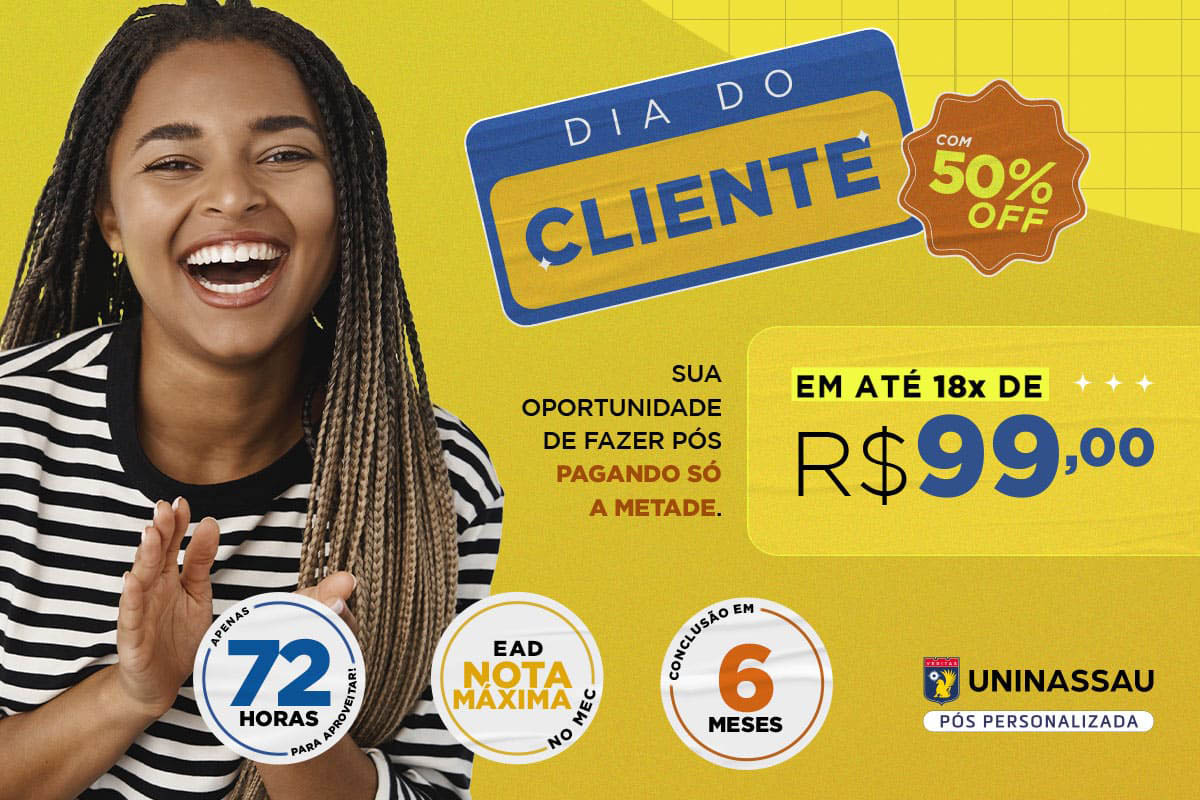 DIA DO
CLIENTE
COM
50%
OFF
SUA
OPORTUNIDADE
DE FAZER PÓS
PAGANDO SÓ
A METADE.
EM ATÉ 18x DE
R$99,00
APENAS
72
HORAS
PARA APROVEITAR!
EAD
NOTA
MÁXIMA
NO MEC
CONCLUSÃO EM
6
MESES
VERITAS
UNINASSAU
PÓS PERSONALIZADA